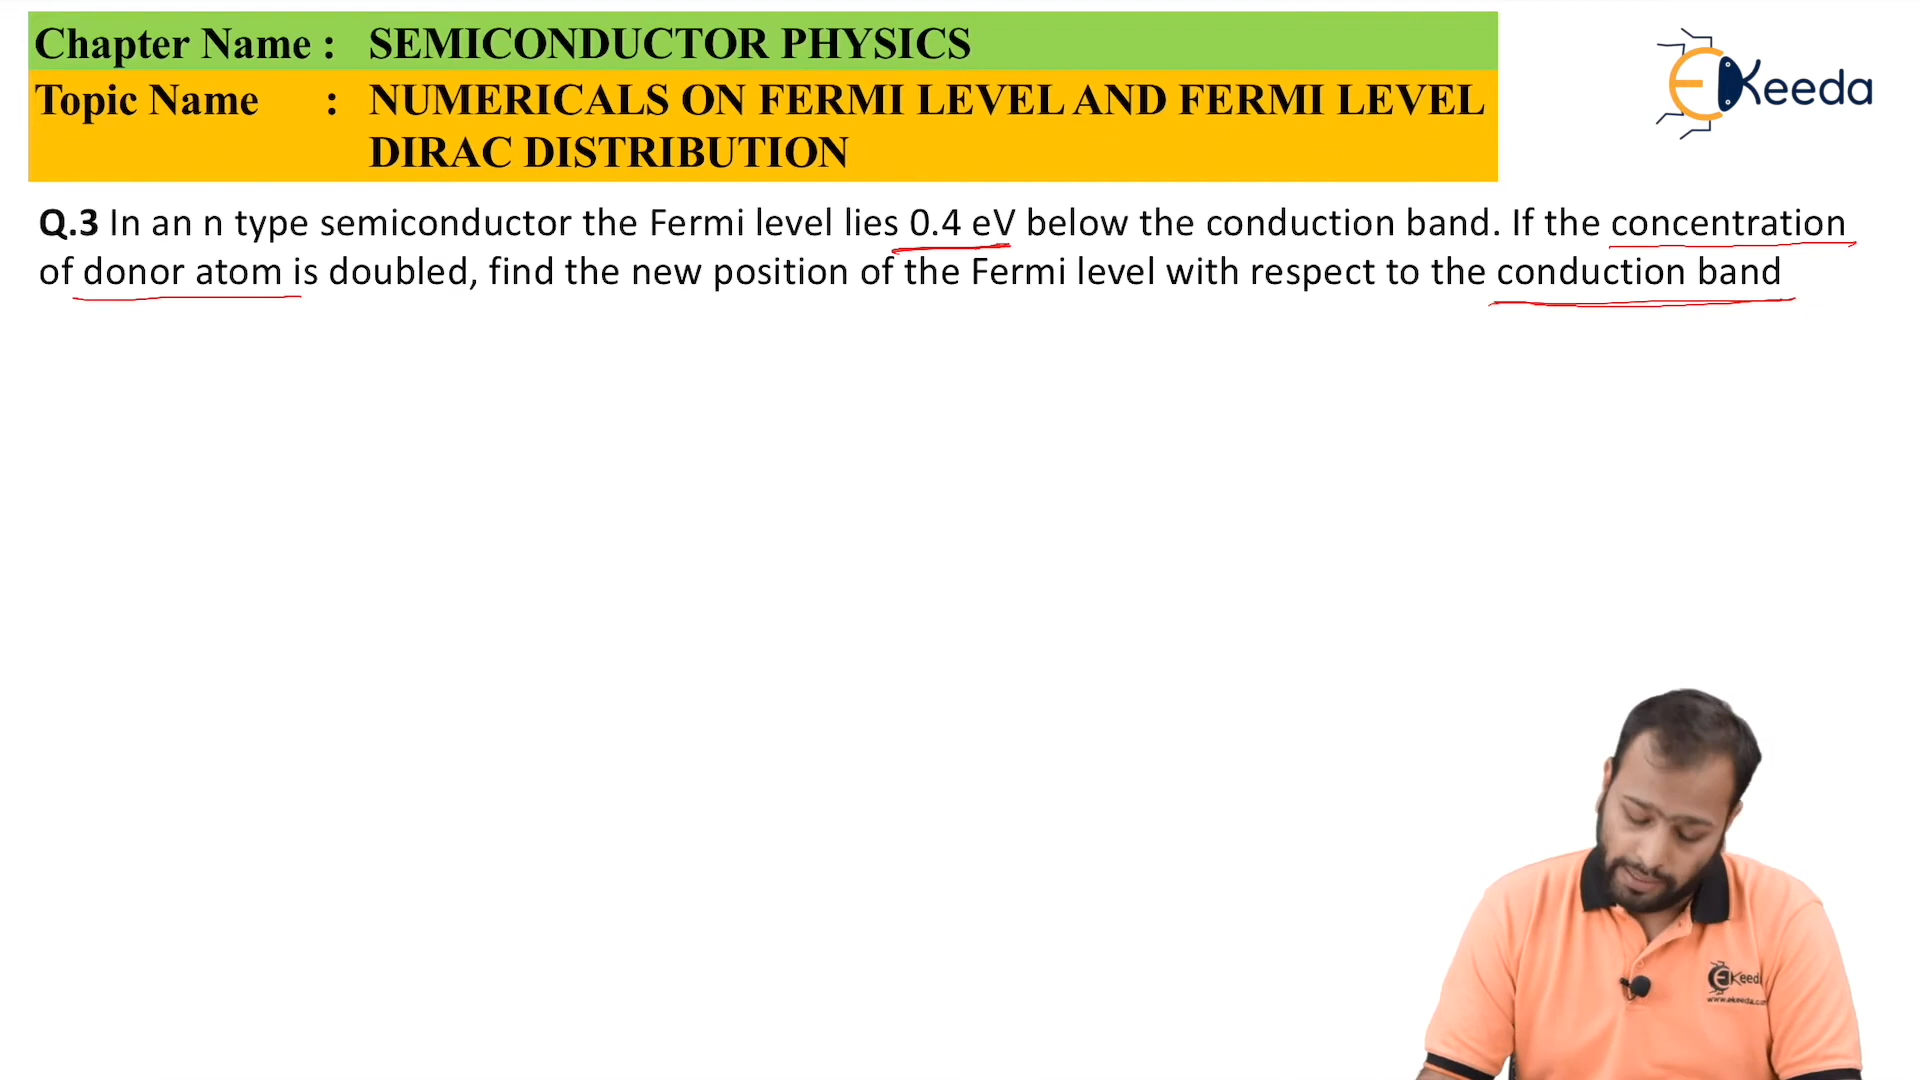 Chapter Name : SEMICONDUCTOR PHYSICS
Topic Name : NUMERICALS ON FERMI LEVEL AND FERMI LEVEL
DIRAC DISTRIBUTION
EKeeda
Q.3 In an n type semiconductor the Fermi level lies 0.4 eV below the conduction band. If the concentration
of donor atom is doubled, find the new position of the Fermi level with respect to the conduction band